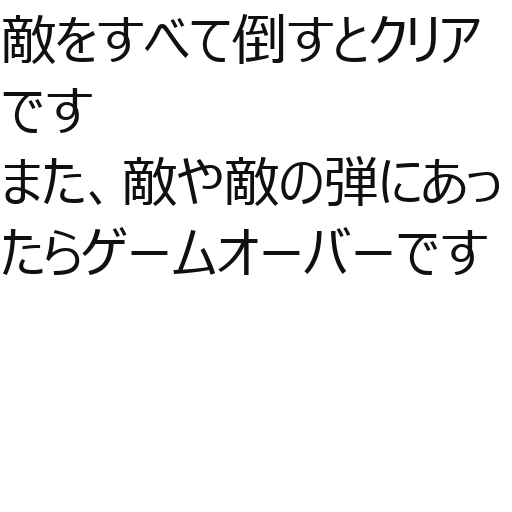 敵をすべて倒すとクリア
です
また、敵や敵の弾にあっ
たらゲームオーバーです